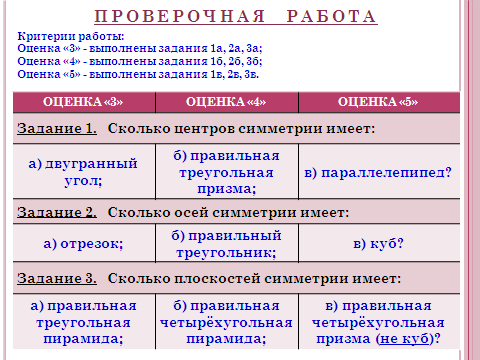 ПРОВЕРОЧНАЯ РАБОТА
Критерии работы:
Оценка «3» - выполнены задания 1а, 2а, 3а;
Оценка «4» - выполнены задания 1б, 2б, 3б;
Оценка «5» - выполнены задания 1в, 2в, 3в.
ОЦЕНКА «3» ОЦЕНКА «4» ОЦЕНКА «5»
Задание 1. Сколько центров симметрии имеет:
а) двугранный
угол;
б) правильная
треугольная
призма;
в) параллелепипед?
Задание 2. Сколько осей симметрии имеет:
а) отрезок;
б) правильный
треугольник;
в) куб?
Задание 3. Сколько плоскостей симметрии имеет:
а) правильная
треугольная
пирамида;
б) правильная
четырёхугольная
пирамида;
в) правильная
четырёхугольная
призма (не куб)?